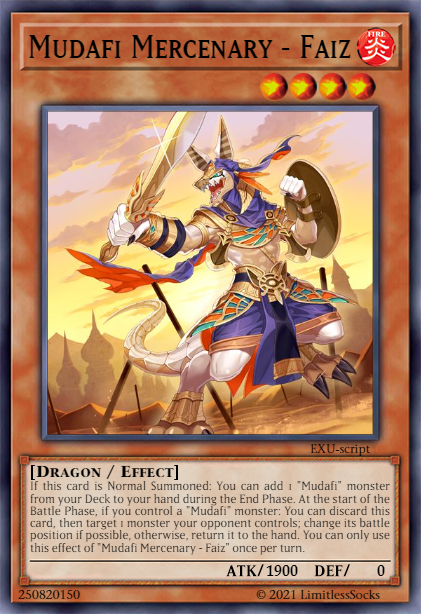 Mudafi Mercenary - Faiz
FIRE
炎
EXU-script
[Dragon / Effect]
If this card is Normal Summoned: You can add 1 "Mudafi" monster
from your Deck to your hand during the End Phase. At the start of the
Battle Phase, if you control a "Mudafi" monster: You can discard this
card, then target 1 monster your opponent controls; change its battle
position if possible, otherwise, return it to the hand. You can only use
this effect of "Mudafi Mercenary - Faiz" once per turn.
ATK/1900 DEF/ 0
250820150 © 2021 LimitlessSocks